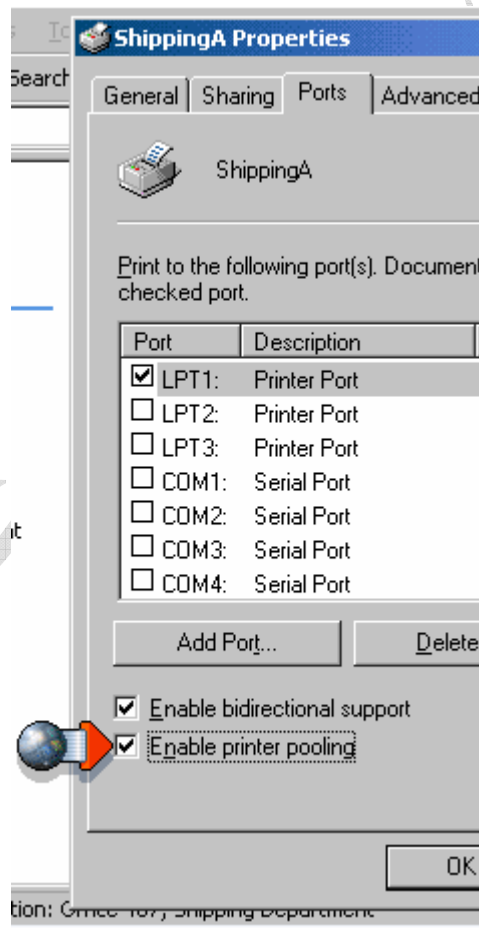 ShippingA Properties
Search
General Sharing Ports Advanced
ShippingA
Print to the following port(s). Document
checked port.
Port Description
LPT1: Printer Port
LPT2: Printer Port
LPT3: Printer Port
COM1: Serial Port
COM2: Serial Port
COM3: Serial Port
COM4: Serial Port
Add Port... Delete
Enable bidirectional support
Enable printer pooling
OK